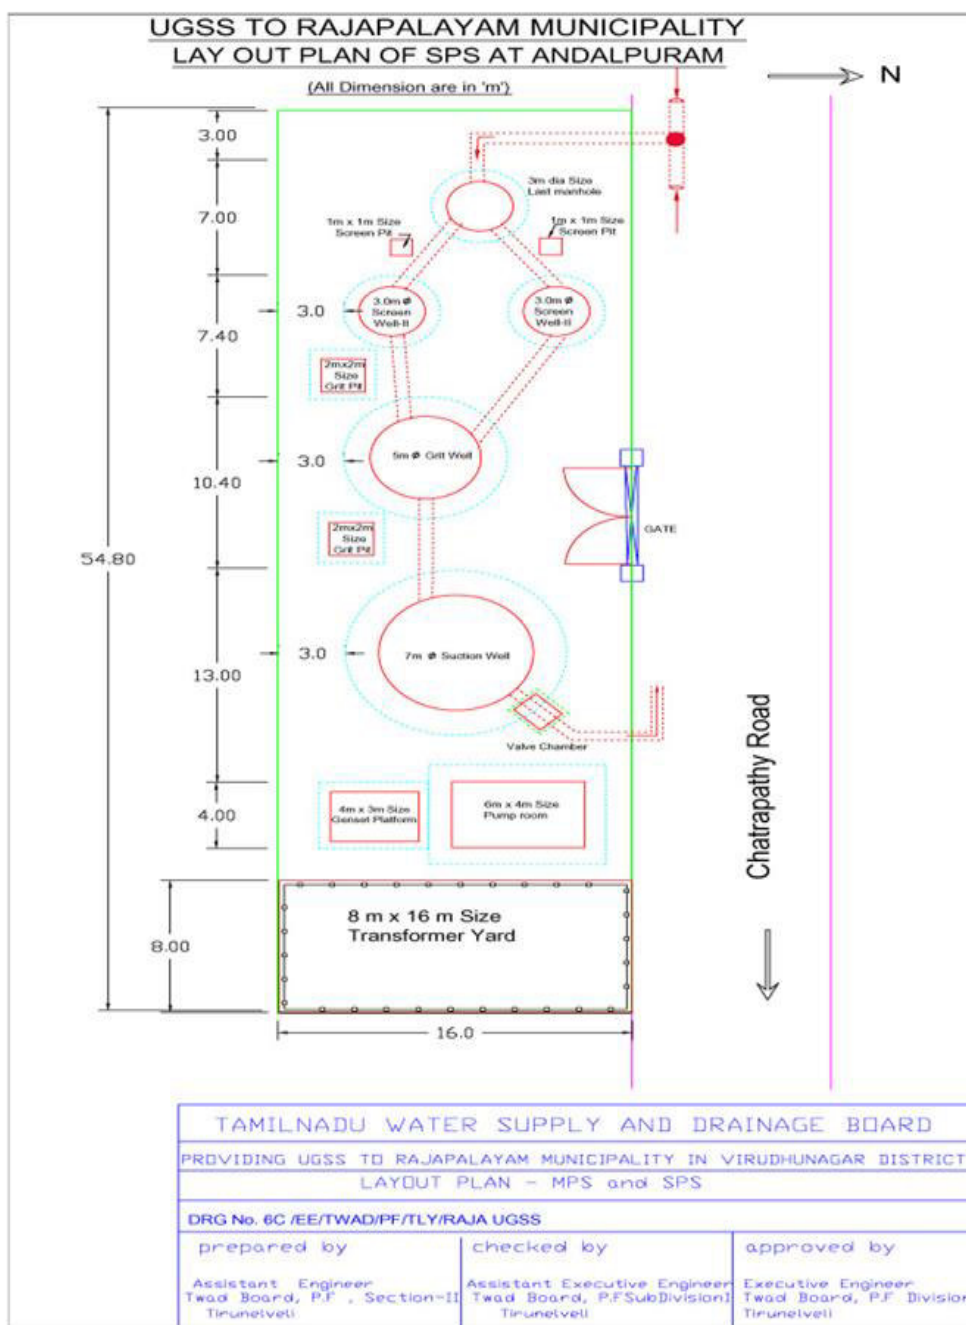 UGSS TO RAJAPALAYAM MUNICIPALITY
LAY OUT PLAN OF SPS AT ANDALPURAM
(All Dimension are in 'm')
N
3.00
3m dia Size
Last manhole
7.00
1m x 1m Size
Screen Pit
1m x 1m Size
Screen Pit
3.0
3.0m Ø
Screen
Well-II
3.0m Ø
Screen
Well-II
7.40
2mx2m
Size
Grit Pit
3.0
5m Ø Grit Well
10.40
2mx2m
Size
Grit Pit
GATE
54.80
3.0
7m Ø Suction Well
13.00
Valve Chamber
Chatrapathy Road
4.00
4m x 3m Size
Genset Platform
6m x 4m Size
Pump room
8 m x 16 m Size
Transformer Yard
8.00
16.0
TAMILNADU WATER SUPPLY AND DRAINAGE BOARD
PROVIDING UGSS TO RAJAPALAYAM MUNICIPALITY IN VIRUDHUNAGAR DISTRICT
LAYOUT PLAN - MPS and SPS
DRG No. 6C /EE/TWAD/PF/TLY/RAJA UGSS
prepared by
Assistant Engineer
Twad Board, P.F , Section-II
Tirunelveli
checked by
Assistant Executive Engineer
Twad Board, P.FSubDivisionI
Tirunelveli
approved by
Executive Engineer
Twad Board, P.F Division
Tirunelveli